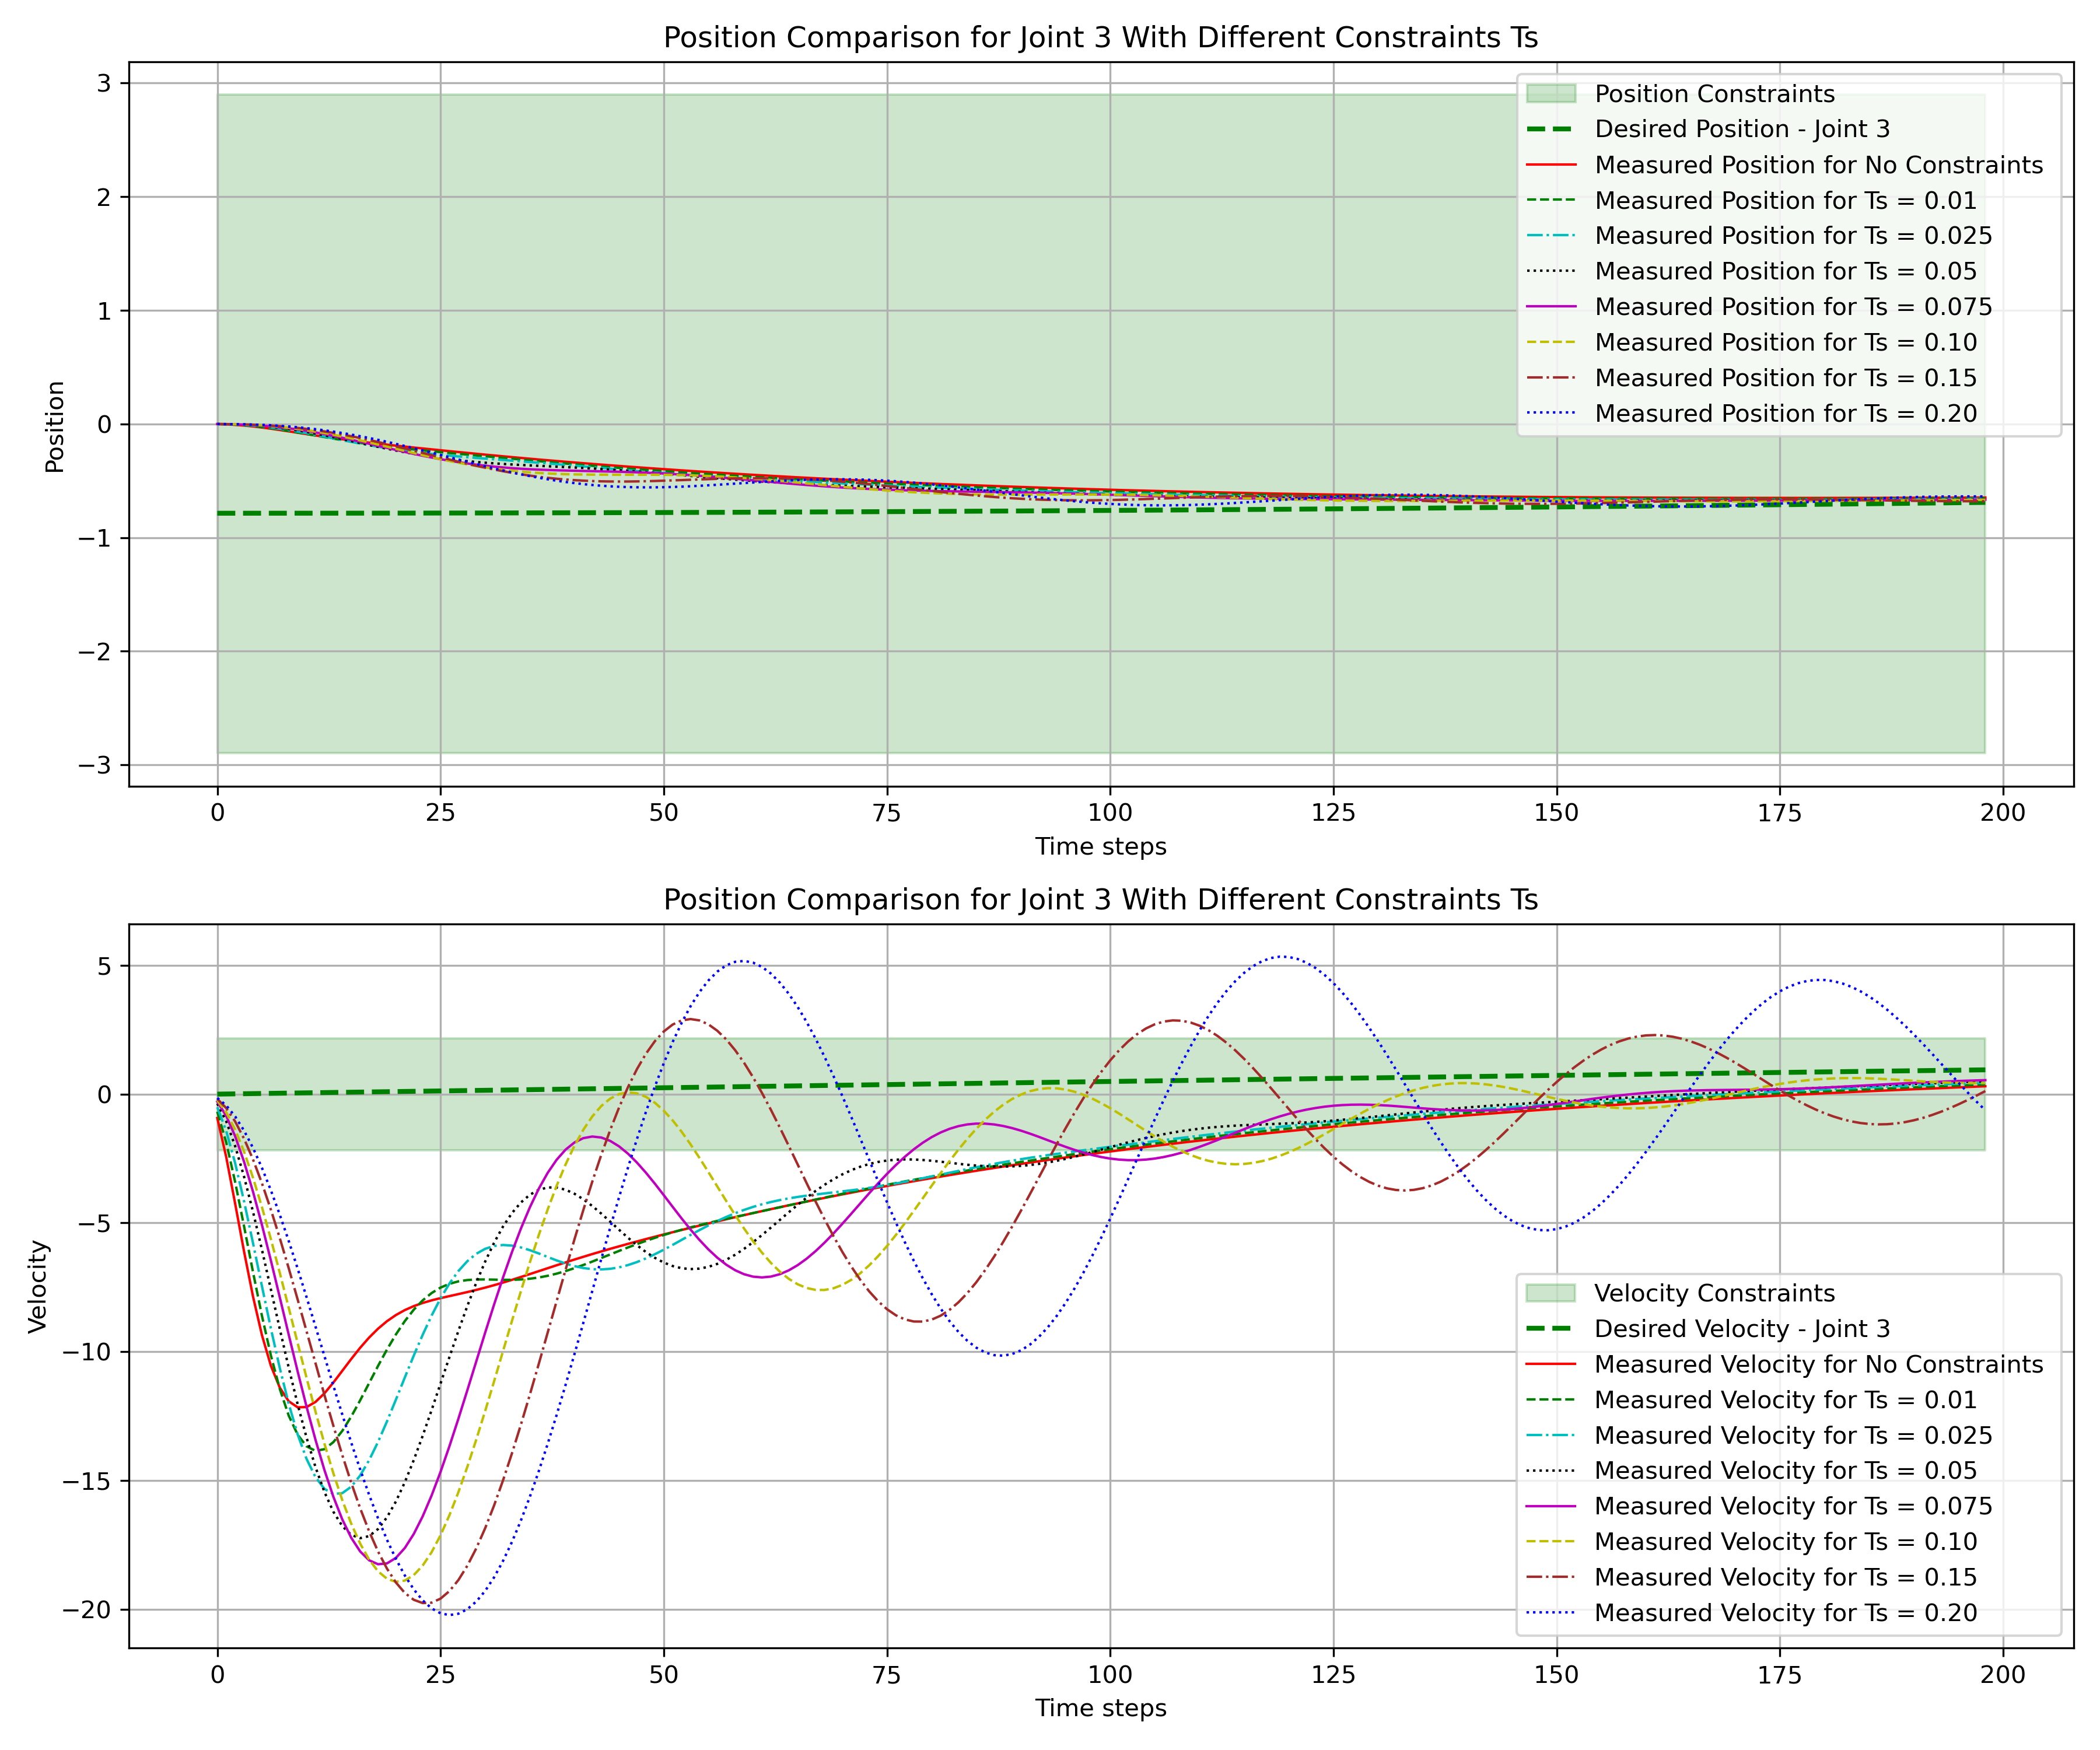 Position Comparison for Joint 3 With Different Constraints Ts
3
2
1
0
−1
−2
−3
Position
Position Constraints
Desired Position - Joint 3
Measured Position for No Constraints
Measured Position for Ts = 0.01
Measured Position for Ts = 0.025
Measured Position for Ts = 0.05
Measured Position for Ts = 0.075
Measured Position for Ts = 0.10
Measured Position for Ts = 0.15
Measured Position for Ts = 0.20
0 25 50 75 100 125 150 175 200
Time steps
Position Comparison for Joint 3 With Different Constraints Ts
5
0
−5
−10
−15
−20
Velocity
Velocity Constraints
Desired Velocity - Joint 3
Measured Velocity for No Constraints
Measured Velocity for Ts = 0.01
Measured Velocity for Ts = 0.025
Measured Velocity for Ts = 0.05
Measured Velocity for Ts = 0.075
Measured Velocity for Ts = 0.10
Measured Velocity for Ts = 0.15
Measured Velocity for Ts = 0.20
0 25 50 75 100 125 150 175 200
Time steps